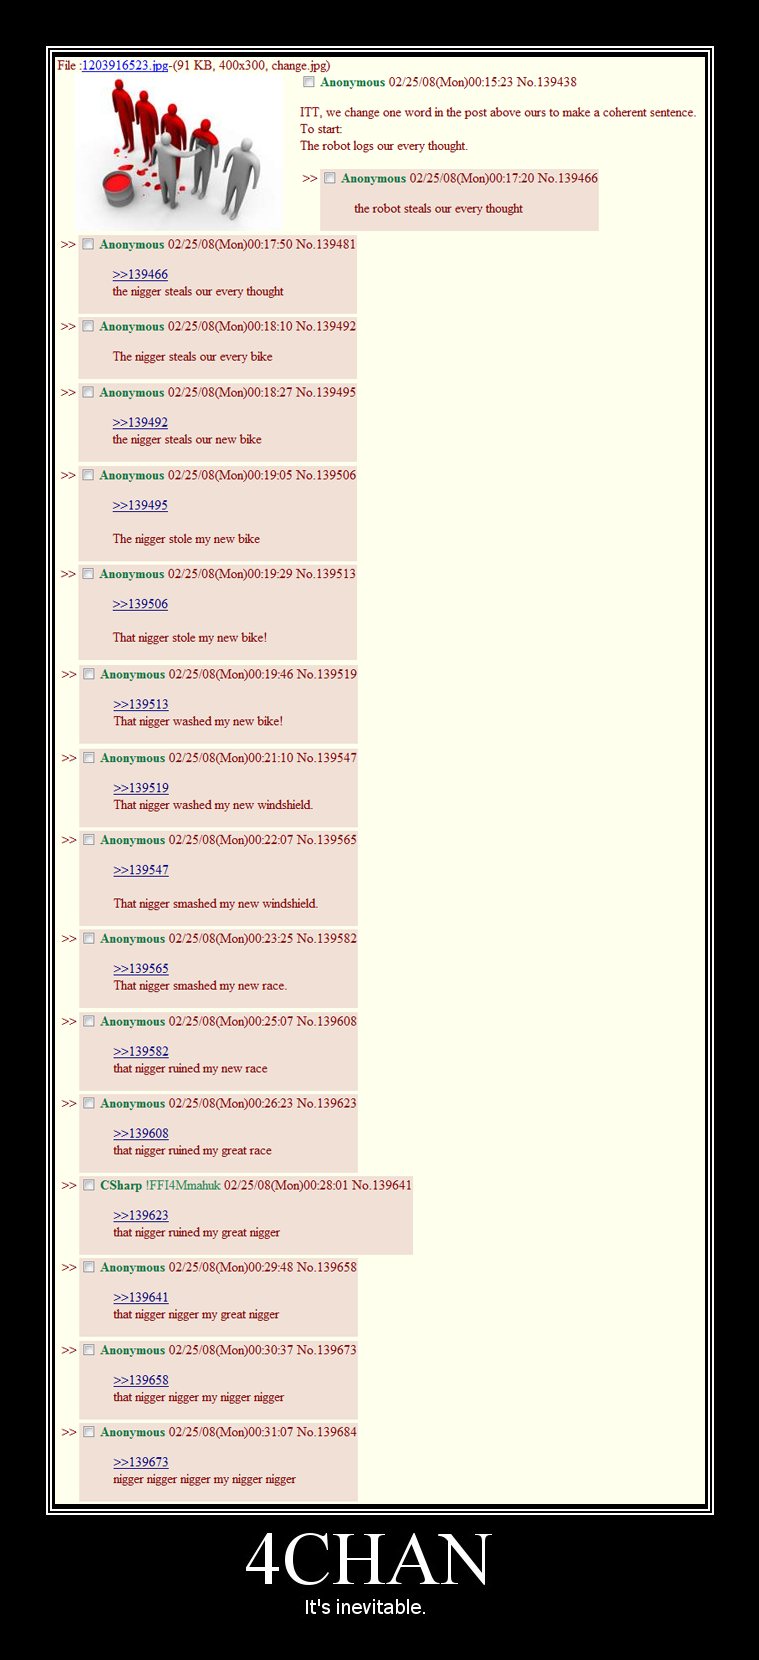 File :1203916523.jpg-(91 KB, 400x300, change.jpg)
Anonymous 02/25/08(Mon)00:15:23 No.139438
ITT, we change one word in the post above ours to make a coherent sentence.
To start:
The robot logs our every thought.
>> Anonymous 02/25/08(Mon)00:17:20 No.139466
the robot steals our every thought
>> Anonymous 02/25/08(Mon)00:17:50 No.139481
>>139466
the nigger steals our every thought
>> Anonymous 02/25/08(Mon)00:18:10 No.139492
The nigger steals our every bike
>> Anonymous 02/25/08(Mon)00:18:27 No.139495
>>139492
the nigger steals our new bike
>> Anonymous 02/25/08(Mon)00:19:05 No.139506
>>139495
The nigger stole my new bike
>> Anonymous 02/25/08(Mon)00:19:29 No.139513
>>139506
That nigger stole my new bike!
>> Anonymous 02/25/08(Mon)00:19:46 No.139519
>>139513
That nigger washed my new bike!
>> Anonymous 02/25/08(Mon)00:21:10 No.139547
>>139519
That nigger washed my new windshield.
>> Anonymous 02/25/08(Mon)00:22:07 No.139565
>>139547
That nigger smashed my new windshield.
>> Anonymous 02/25/08(Mon)00:23:25 No.139582
>>139565
That nigger smashed my new race.
>> Anonymous 02/25/08(Mon)00:25:07 No.139608
>>139582
that nigger ruined my new race
>> Anonymous 02/25/08(Mon)00:26:23 No.139623
>>139608
that nigger ruined my great race
>> CSharp !FFI4Mmahuk 02/25/08(Mon)00:28:01 No.139641
>>139623
that nigger ruined my great nigger
>> Anonymous 02/25/08(Mon)00:29:48 No.139658
>>139641
that nigger nigger my great nigger
>> Anonymous 02/25/08(Mon)00:30:37 No.139673
>>139658
that nigger nigger my nigger nigger
>> Anonymous 02/25/08(Mon)00:31:07 No.139684
>>139673
nigger nigger nigger my nigger nigger
4CHAN
It's inevitable.